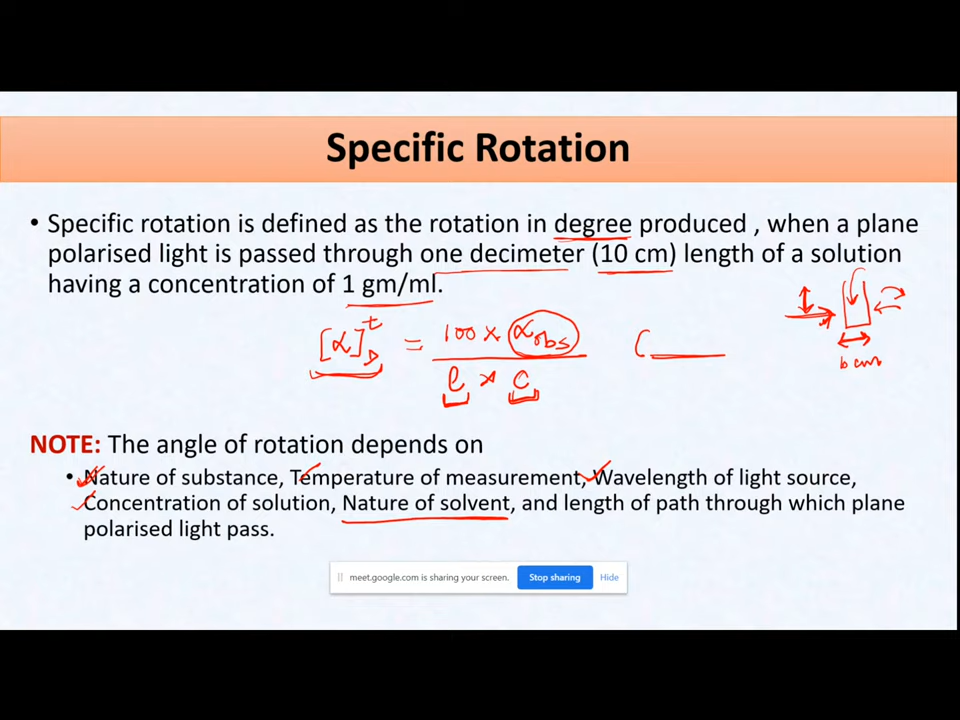 Specific Rotation
• Specific rotation is defined as the rotation in degree produced , when a plane
polarised light is passed through one decimeter (10 cm) length of a solution
having a concentration of 1 gm/ml.
[α]ᵗD = 100 × αobs / l × c (
b cm
NOTE: The angle of rotation depends on
• Nature of substance, Temperature of measurement, Wavelength of light source,
Concentration of solution, Nature of solvent, and length of path through which plane
polarised light pass.
meet.google.com is sharing your screen. Stop sharing Hide